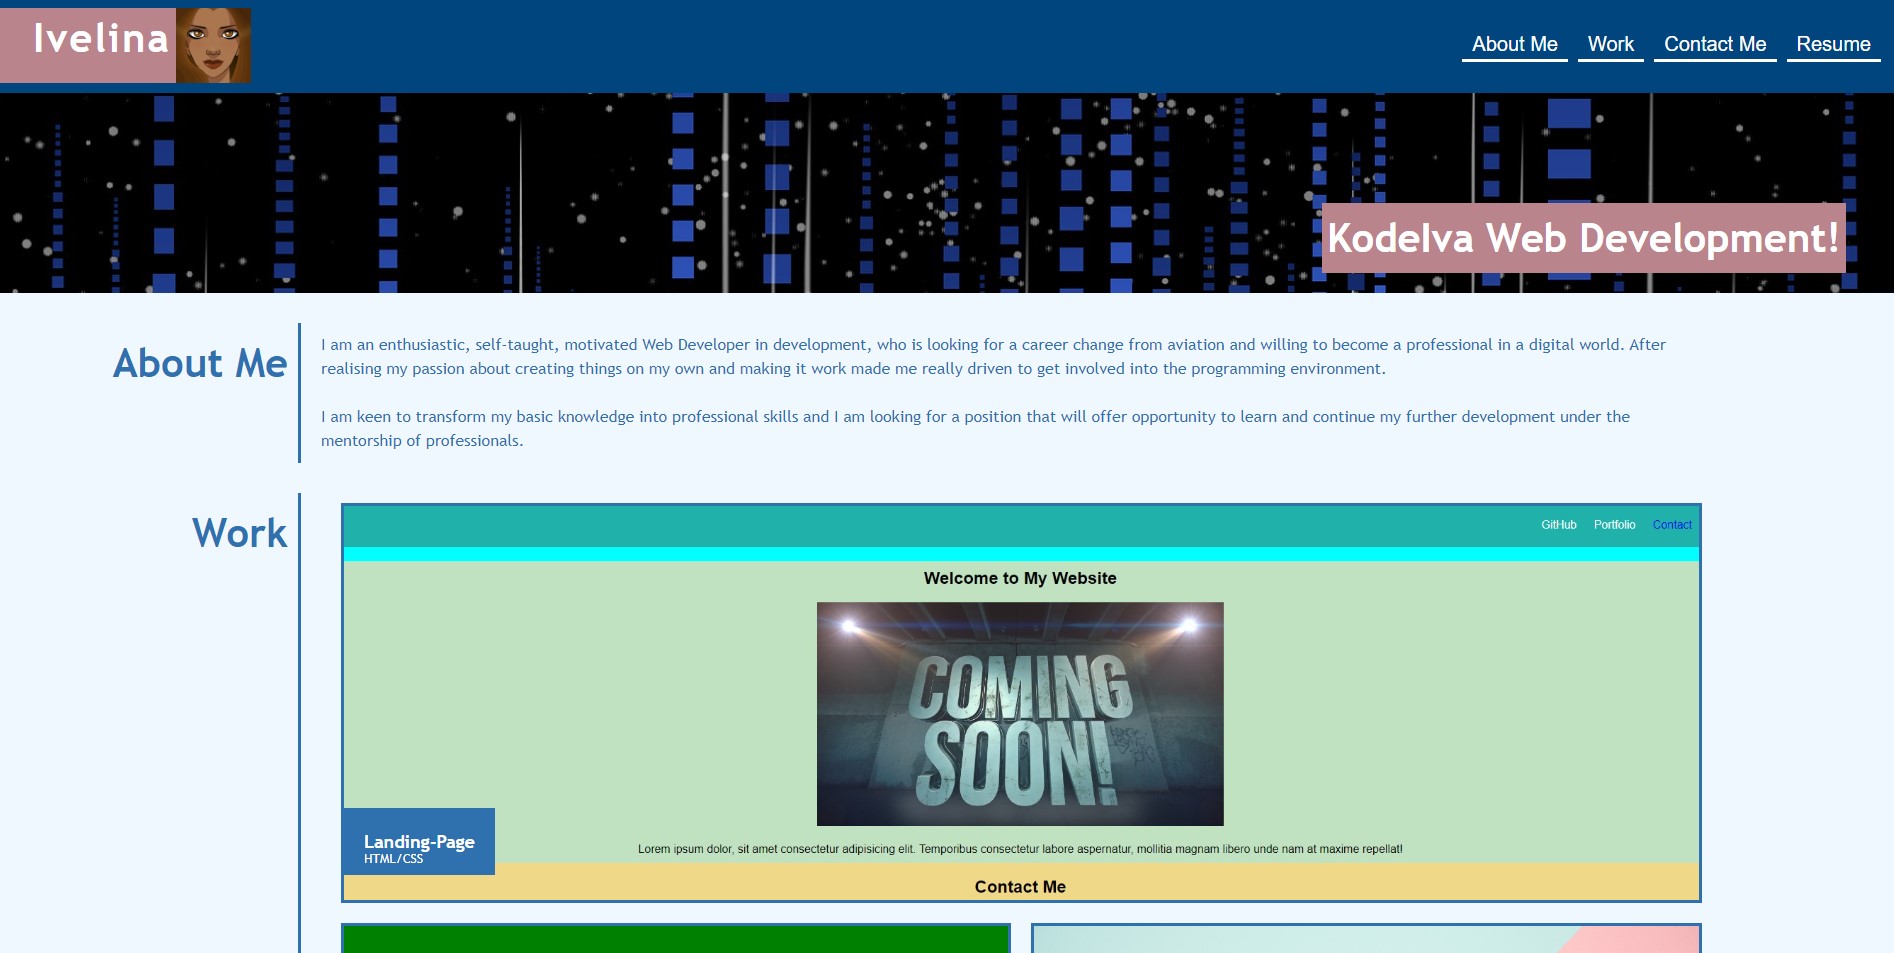 Ivelina
About Me
Work
Contact Me
Resume
KodeIva Web Development!
About Me
I am an enthusiastic, self-taught, motivated Web Developer in development, who is looking for a career change from aviation and willing to become a professional in a digital world. After
realising my passion about creating things on my own and making it work made me really driven to get involved into the programming environment.
I am keen to transform my basic knowledge into professional skills and I am looking for a position that will offer opportunity to learn and continue my further development under the
mentorship of professionals.
Work
GitHub
Portfolio
Contact
Welcome to My Website
COMING
SOON!
Landing-Page
HTML/CSS
Lorem ipsum dolor, sit amet consectetur adipisicing elit. Temporibus consectetur labore aspernatur, mollitia magnam libero unde nam at maxime repellat!
Contact Me